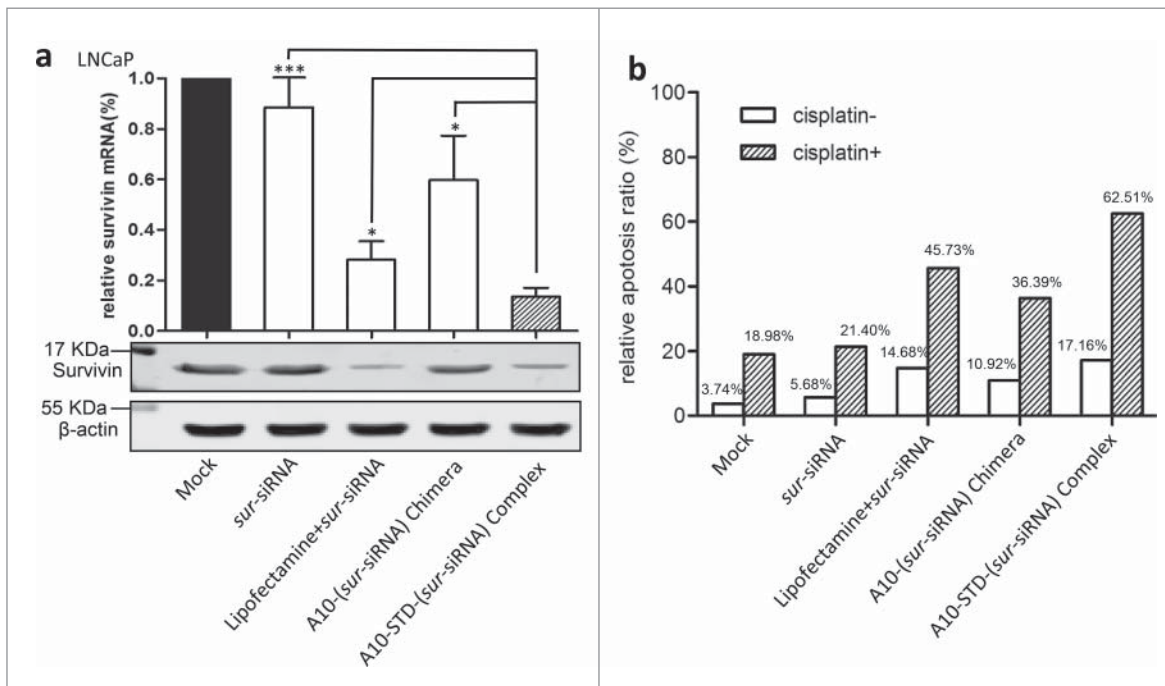 a
LNCaP
relative survivin mRNA(%)
1.0
0.8
0.6
0.4
0.2
0.0
***
*
*
17 KDa
Survivin
55 KDa
β-actin
Mock
sur-siRNA
Lipofectamine+sur-siRNA
A10-(sur-siRNA) Chimera
A10-STD-(sur-siRNA) Complex
b
relative apotosis ratio (%)
100
80
60
40
20
0
cisplatin-
cisplatin+
3.74%
18.98%
5.68%
21.40%
14.68%
45.73%
10.92%
36.39%
17.16%
62.51%
Mock
sur-siRNA
Lipofectamine+sur-siRNA
A10-(sur-siRNA) Chimera
A10-STD-(sur-siRNA) Complex